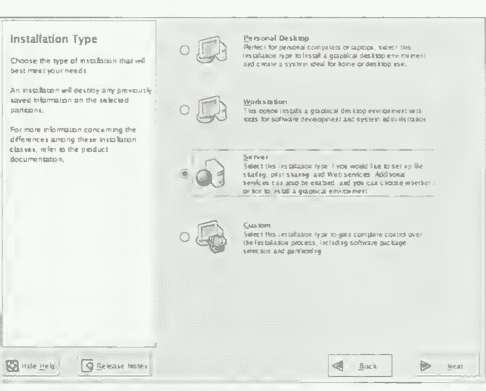 Installation Type
Choose the type of installation that will
best meet your needs
An installation will destroy any previously
saved information on the selected
partitions.
For more information concerning the
differences among these installation
classes, refer to the product
documentation.
Personal Desktop
Perfect for personal computers or laptops, select this
installation type to install a graphical desktop environment
and create a system ideal for home or desktop use.
Workstation
This option installs a graphical desktop environment with
tools for software development and system administration
Server
Select this installation type if you would like to set up file
sharing, print sharing, and Web services. Additional
services can also be enabled, and you can choose whether
or not to install a graphical environment
Custom
Select this installation type to gain complete control over
the installation process, including software package
selection and partitioning
Hide Help
Release Notes
Back
Next